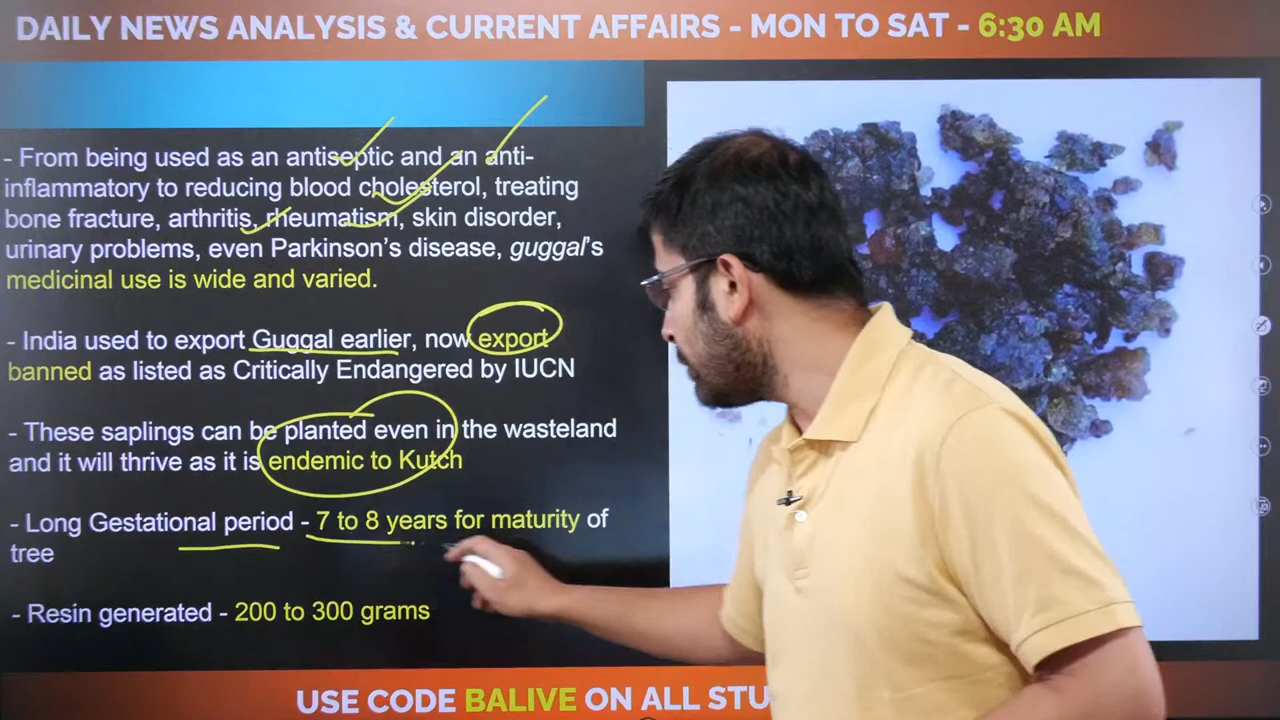 DAILY NEWS ANALYSIS & CURRENT AFFAIRS - MON TO SAT - 6:30 AM
- From being used as an antiseptic and an anti-
inflammatory to reducing blood cholesterol, treating
bone fracture, arthritis, rheumatism, skin disorder,
urinary problems, even Parkinson's disease, guggal's
medicinal use is wide and varied.
- India used to export Guggal earlier, now export
banned as listed as Critically Endangered by IUCN
- These saplings can be planted even in the wasteland
and it will thrive as it is endemic to Kutch
- Long Gestational period - 7 to 8 years for maturity of
tree
- Resin generated - 200 to 300 grams
USE CODE BALIVE ON ALL STU